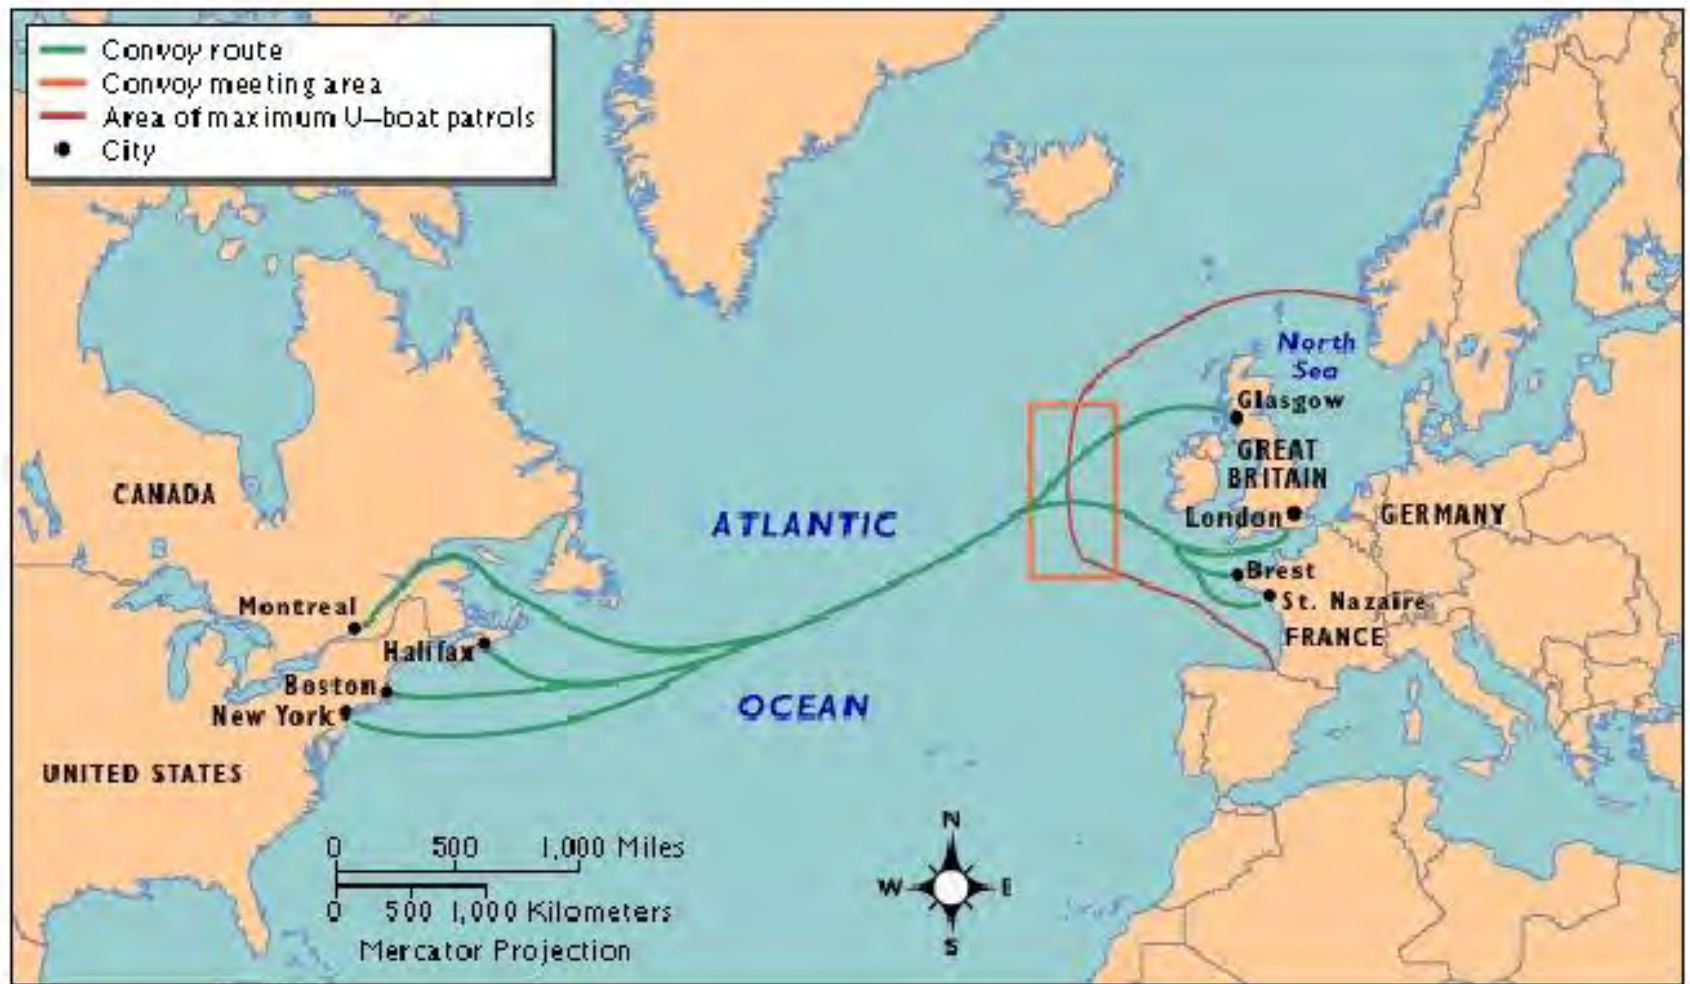 Convoy route
Convoy meeting area
Area of maximum U–boat patrols
City
North
Sea
Glasgow
GREAT
BRITAIN
CANADA
ATLANTIC
London
GERMANY
Brest
Montreal
St. Nazaire
Halifax
FRANCE
Boston
OCEAN
New York
UNITED STATES
N
0 500 1,000 Miles
W E
0 500 1,000 Kilometers
S
Mercator Projection